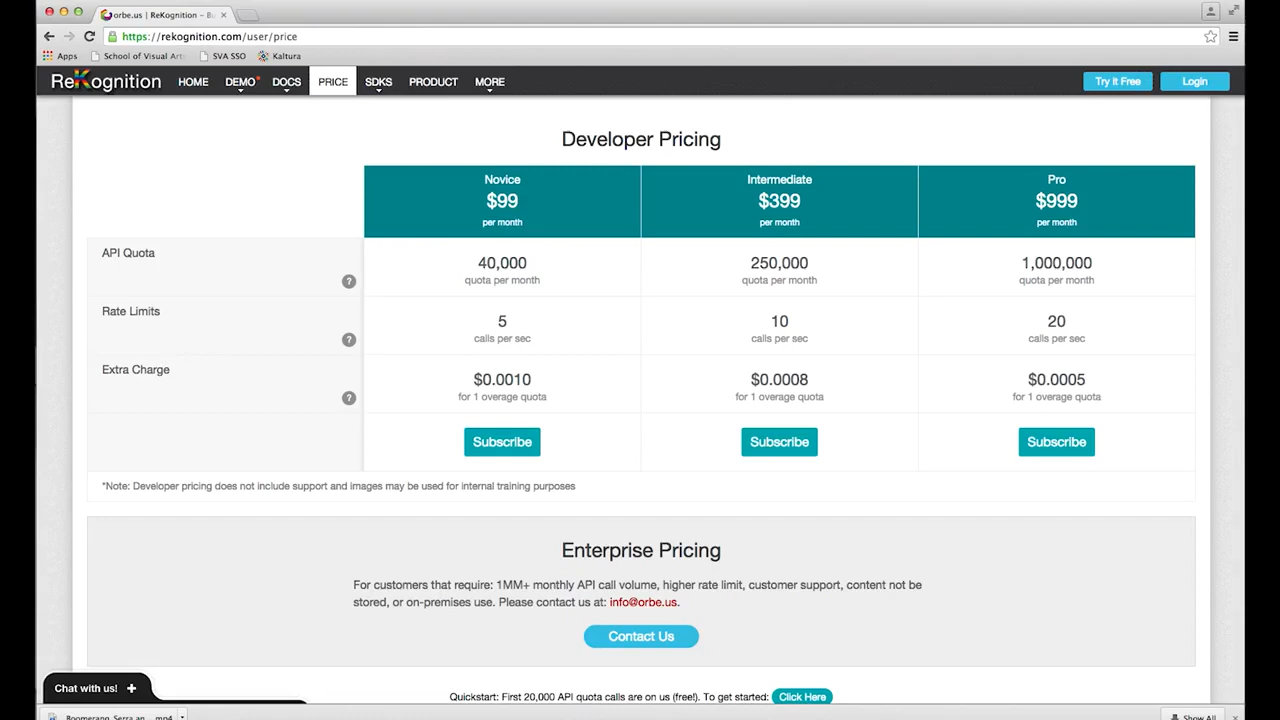 orbe.us | ReKognition – Bu
https://rekognition.com/user/price
Apps School of Visual Art SVA SSO Kaltura
ReKognition HOME DEMO* DOCS PRICE SDKS PRODUCT MORE Try It Free Login
Developer Pricing
Novice Intermediate Pro
$99 $399 $999
per month per month per month
API Quota
40,000 250,000 1,000,000
quota per month quota per month quota per month
?
Rate Limits
5 10 20
calls per sec calls per sec calls per sec
?
Extra Charge
$0.0010 $0.0008 $0.0005
for 1 overage quota for 1 overage quota for 1 overage quota
?
Subscribe Subscribe Subscribe
*Note: Developer pricing does not include support and images may be used for internal training purposes
Enterprise Pricing
For customers that require: 1MM+ monthly API call volume, higher rate limit, customer support, content not be
stored, or on-premises use. Please contact us at: info@orbe.us.
Contact Us
Chat with us! +
Quickstart: First 20,000 API quota calls are on us (free!). To get started: Click Here
Boomerang_Serra an....mp4 Show All